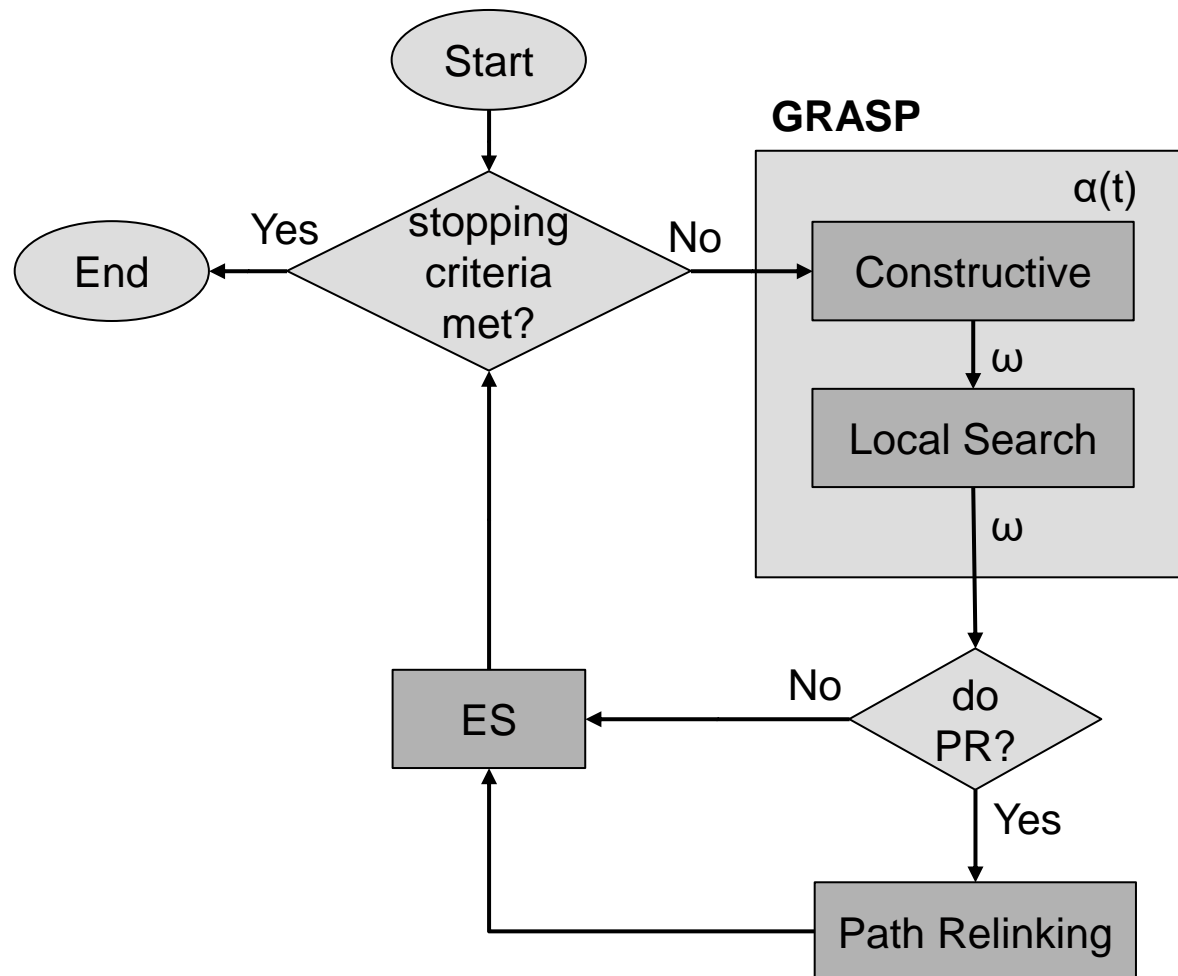 Start
GRASP
α(t)
Yes
stopping
criteria
met?
No
End
Constructive
ω
Local Search
ω
No
do
PR?
ES
Yes
Path Relinking